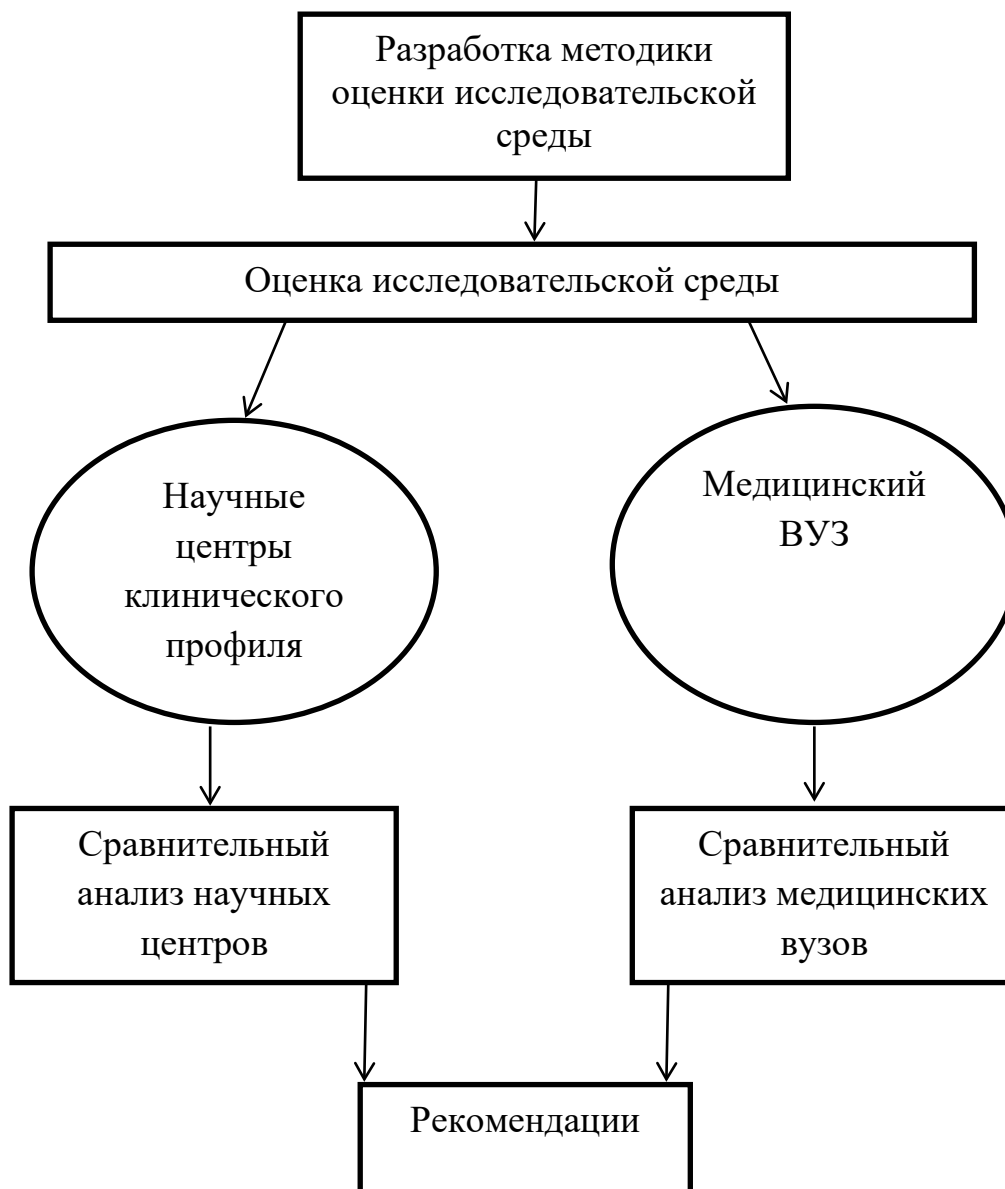 Разработка методики
оценки исследовательской
среды
Оценка исследовательской среды
Научные
центры
клинического
профиля
Медицинский
ВУЗ
Сравнительный
анализ научных
центров
Сравнительный
анализ медицинских
вузов
Рекомендации